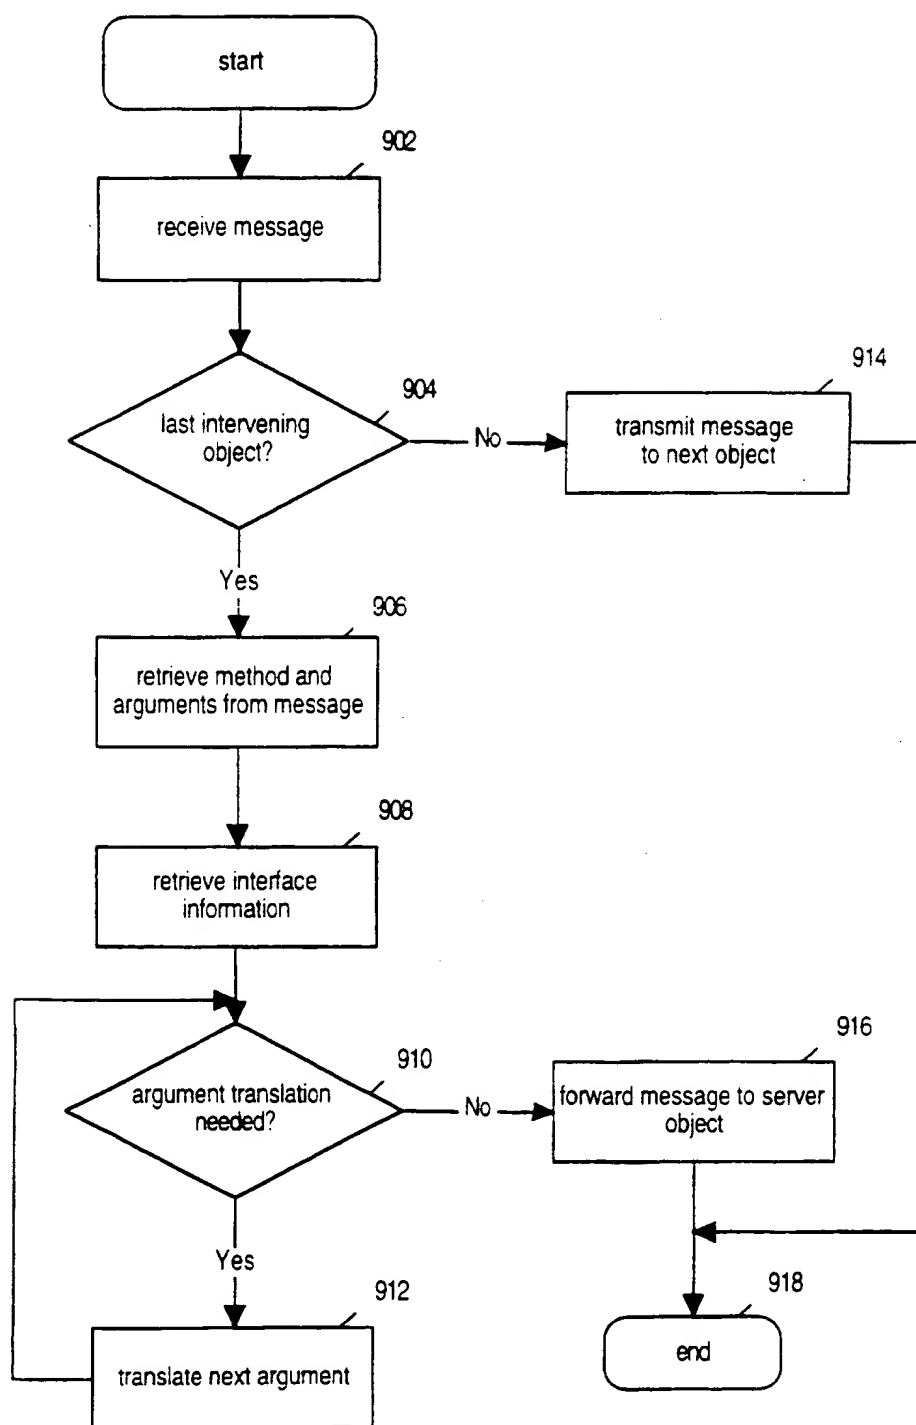 start
902
receive message
904
last intervening
object?
No
914
transmit message
to next object
Yes
906
retrieve method and
arguments from message
908
retrieve interface
information
910
argument translation
needed?
No
916
forward message to server
object
Yes
912
translate next argument
918
end